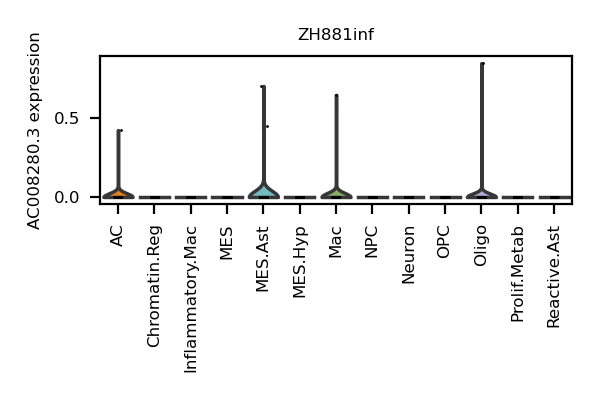 ZH881inf
AC008280.3 expression
0.5
0.0
AC
Chromatin.Reg
Inflammatory.Mac
MES
MES.Ast
MES.Hyp
Mac
NPC
Neuron
OPC
Oligo
Prolif.Metab
Reactive.Ast